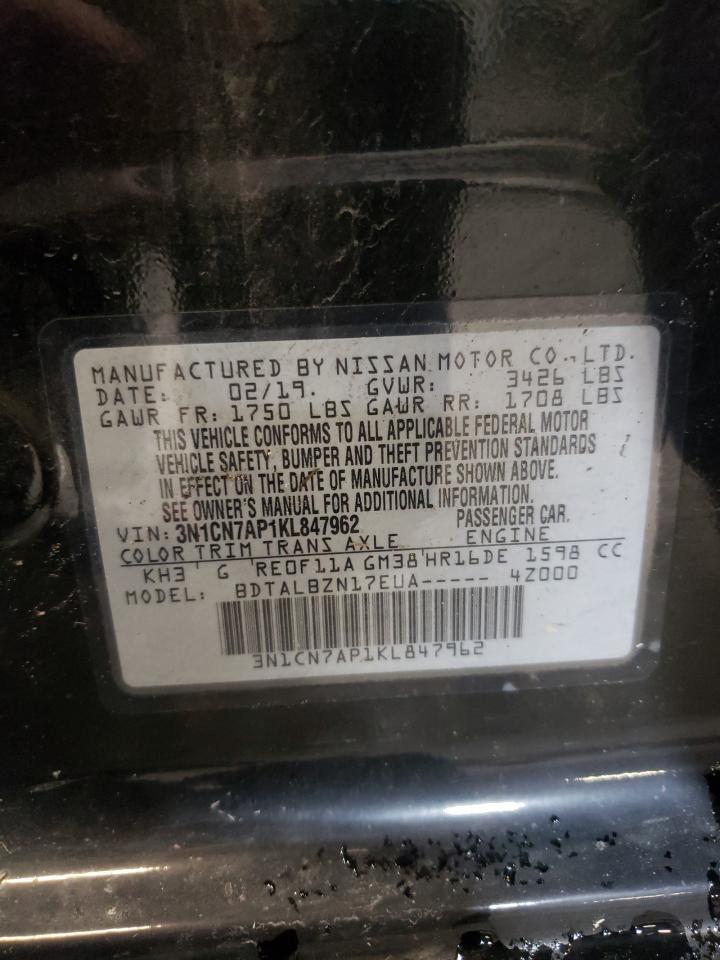 MANUFACTURED BY NISSAN MOTOR CO., LTD.
DATE: 02/19. GVWR: 3426 LBS
GAWR FR: 1750 LBS GAWR RR: 1708 LBS
THIS VEHICLE CONFORMS TO ALL APPLICABLE FEDERAL MOTOR
VEHICLE SAFETY, BUMPER AND THEFT PREVENTION STANDARDS
IN EFFECT ON THE DATE OF MANUFACTURE SHOWN ABOVE.
SEE OWNER'S MANUAL FOR ADDITIONAL INFORMATION.
VIN: 3N1CN7AP1KL847962 PASSENGER CAR.
COLOR TRIM TRANS AXLE ENGINE
KH3 ' G 'RE0F11A GM38'HR16DE 1598 CC
MODEL: BDTALBZN17EUA----- 4Z000
3N1CN7AP1KL847962